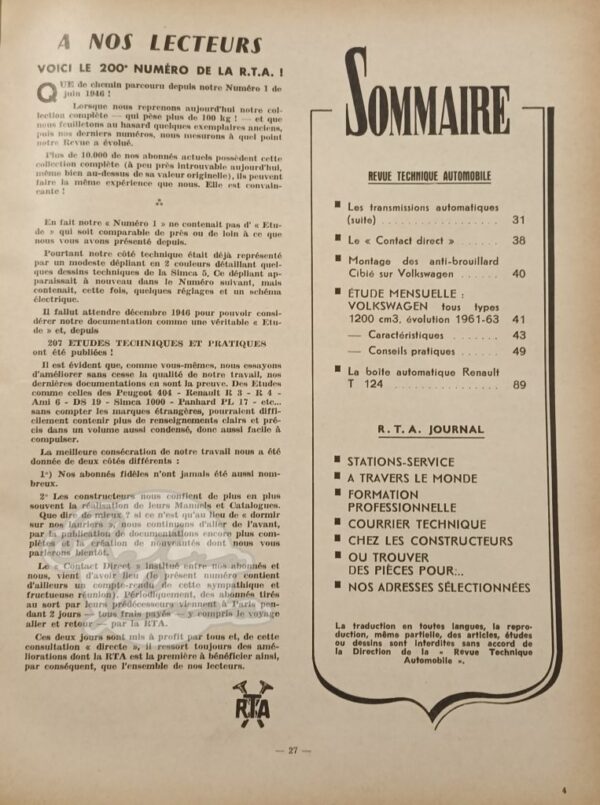 A NOS LECTEURS
VOICI LE 200e NUMÉRO DE LA R.T.A. !
QUE de chemin parcouru depuis notre Numéro 1 de
juin 1946 !
Lorsque nous reprenons aujourd'hui notre col-
lection complète — qui pèse plus de 100 kg ! — et que
nous feuilletons au hasard quelques exemplaires anciens,
puis nos derniers numéros, nous mesurons à quel point
notre Revue a évolué.
Plus de 10.000 de nos abonnés actuels possèdent cette
collection complète (à peu près introuvable aujourd'hui,
même bien au-dessus de sa valeur originelle), ils peuvent
faire la même expérience que nous. Elle est convain-
cante !
En fait notre « Numéro 1 » ne contenait pas d' « Etu-
de » qui soit comparable de près ou de loin à ce que
nous vous avons présenté depuis.
Pourtant notre côté technique était déjà représenté
par un modeste dépliant en 2 couleurs détaillant quel-
ques dessins techniques de la Simca 5. Ce dépliant ap-
paraissait à nouveau dans le Numéro suivant, mais
contenait, cette fois, quelques réglages et un schéma
électrique.
Il fallut attendre décembre 1946 pour pouvoir consi-
dérer notre documentation comme une véritable « Etu-
de » et, depuis
207 ETUDES TECHNIQUES ET PRATIQUES
ont été publiées !
Il est évident que, comme vous-mêmes, nous essayons
d'améliorer sans cesse la qualité de notre travail, nos
dernières documentations en sont la preuve. Des Etudes
comme celles des Peugeot 404 - Renault R 3 - R 4 -
Ami 6 - DS 19 - Simca 1000 - Panhard PL 17 - etc...
sans compter les marques étrangères, pourraient diffi-
cilement contenir plus de renseignements clairs et pré-
cis dans un volume aussi condensé, donc aussi facile à
compulser.
La meilleure consécration de notre travail nous a été
donnée de deux côtés différents :
1°) Nos abonnés fidèles n'ont jamais été aussi nom-
breux.
2° Les constructeurs nous confient de plus en plus
souvent la réalisation de leurs Manuels et Catalogues.
Que dire de mieux ? si ce n'est qu'au lieu de « dormir
sur nos lauriers » nous continuons d'aller de l'avant,
par la publication de documentations encore plus com-
plètes et la création de nouveautés dont nous vous
parlerons bientôt.
Le « Contact Direct » institué entre nos abonnés et
nous, vient d'avoir lieu (le présent numéro contient
d'ailleurs un compte-rendu de cette sympathique et
fructueuse réunion). Périodiquement, des abonnés tirés
au sort par leurs prédécesseurs viennent à Paris pen-
dant 2 jours — tous frais payés — y compris le voyage
aller et retour — par la RTA.
Ces deux jours sont mis à profit par tous et, de cette
consultation « directe », il ressort toujours des amé-
liorations dont la RTA est la première à bénéficier ainsi,
par conséquent, que l'ensemble de nos lecteurs.
RTA
SOMMAIRE
REVUE TECHNIQUE AUTOMOBILE
Les transmissions automatiques
(suite) 31
Le « Contact direct » 38
Montage des anti-brouillard
Cibié sur Volkswagen 40
ÉTUDE MENSUELLE :
VOLKSWAGEN tous types
1200 cm3, évolution 1961-63 41
— Caractéristiques 43
— Conseils pratiques 49
La boîte automatique Renault
T 124 89
R. T. A. JOURNAL
STATIONS-SERVICE
A TRAVERS LE MONDE
FORMATION
PROFESSIONNELLE
COURRIER TECHNIQUE
CHEZ LES CONSTRUCTEURS
OU TROUVER
DES PIÈCES POUR...
NOS ADRESSES SÉLECTIONNÉES
La traduction en toutes langues, la repro-
duction, même partielle, des articles, études
ou dessins sont interdites sans accord de
la Direction de la « Revue Technique
Automobile ».
— 27 —
4